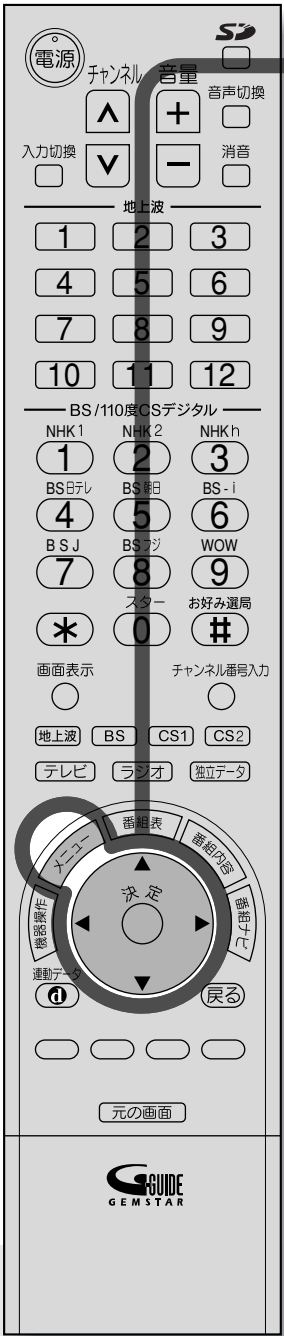 SD
電源
チャンネル 音量
音声切換
入力切換
消音
地上波
1 2 3
4 5 6
7 8 9
10 11 12
BS/110度CSデジタル
NHK1 NHK2 NHKh
1 2 3
BS日テレ BS朝日 BS-i
4 5 6
BSJ BSフジ WOW
7 8 9
スター お好み選局
* 0 #
画面表示 チャンネル番号入力
地上波 BS CS1 CS2
テレビ ラジオ 独立データ
番組表
メニュー 番組内容
機器操作 番組ナビ
決定
連動データ
d 戻る
元の画面
G-GUIDE
GEMSTAR